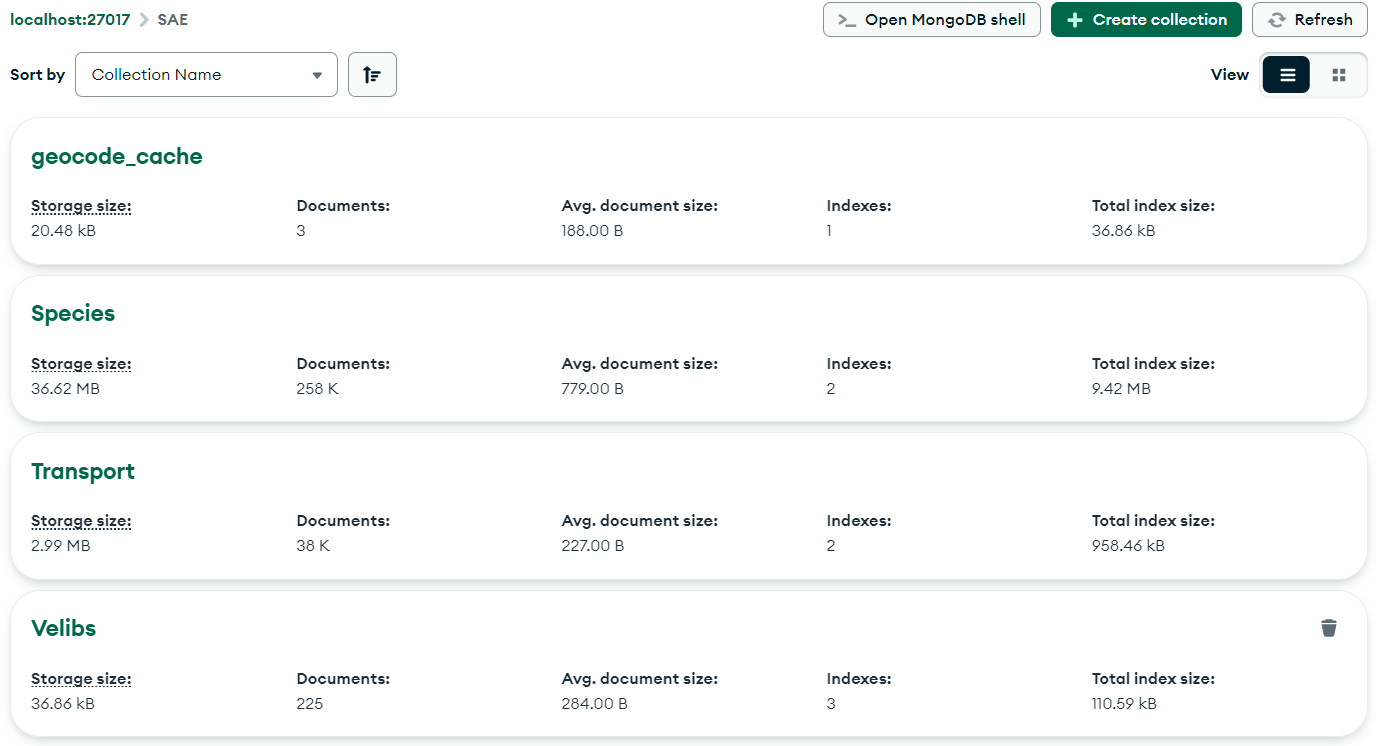 localhost:27017 > SAE
>_ Open MongoDB shell
+ Create collection
Refresh
Sort by Collection Name
View
geocode_cache
Storage size: Documents: Avg. document size: Indexes: Total index size:
20.48 kB 3 188.00 B 1 36.86 kB
Species
Storage size: Documents: Avg. document size: Indexes: Total index size:
36.62 MB 258 K 779.00 B 2 9.42 MB
Transport
Storage size: Documents: Avg. document size: Indexes: Total index size:
2.99 MB 38 K 227.00 B 2 958.46 kB
Velibs
Storage size: Documents: Avg. document size: Indexes: Total index size:
36.86 kB 225 284.00 B 3 110.59 kB